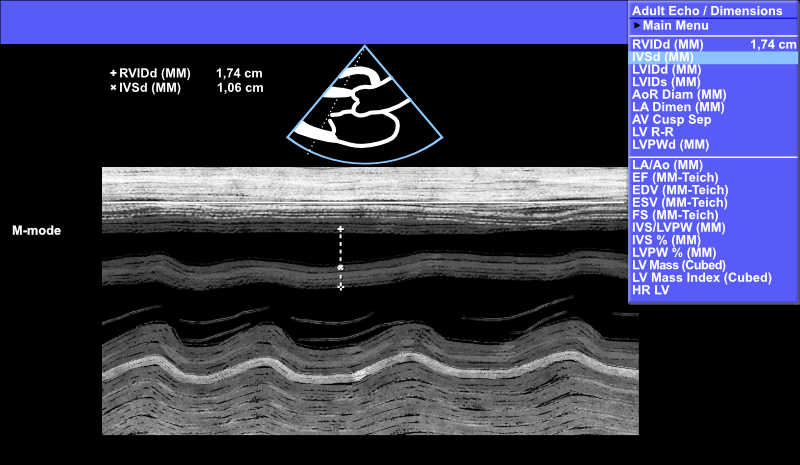 Adult Echo / Dimensions
Main Menu
RVIDd (MM) 1,74 cm
IVSd (MM)
LVIDd (MM)
LVIDs (MM)
AoR Diam (MM)
LA Dimen (MM)
AV Cusp Sep
LV R-R
LVPWd (MM)
LA/Ao (MM)
EF (MM-Teich)
EDV (MM-Teich)
ESV (MM-Teich)
FS (MM-Teich)
IVS/LVPW (MM)
IVS % (MM)
LVPW % (MM)
LV Mass (Cubed)
LV Mass Index (Cubed)
HR LV
RVIDd (MM) 1,74 cm
IVSd (MM) 1,06 cm
M-mode